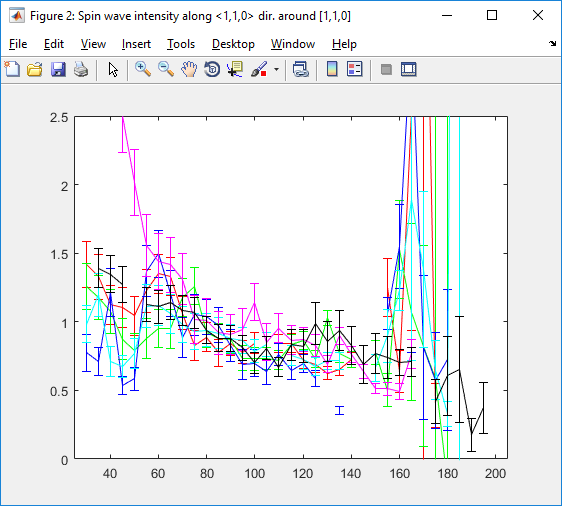 Figure 2: Spin wave intensity along <1,1,0> dir. around [1,1,0]
File Edit View Insert Tools Desktop Window Help
2.5
2
1.5
1
0.5
0
40 60 80 100 120 140 160 180 200